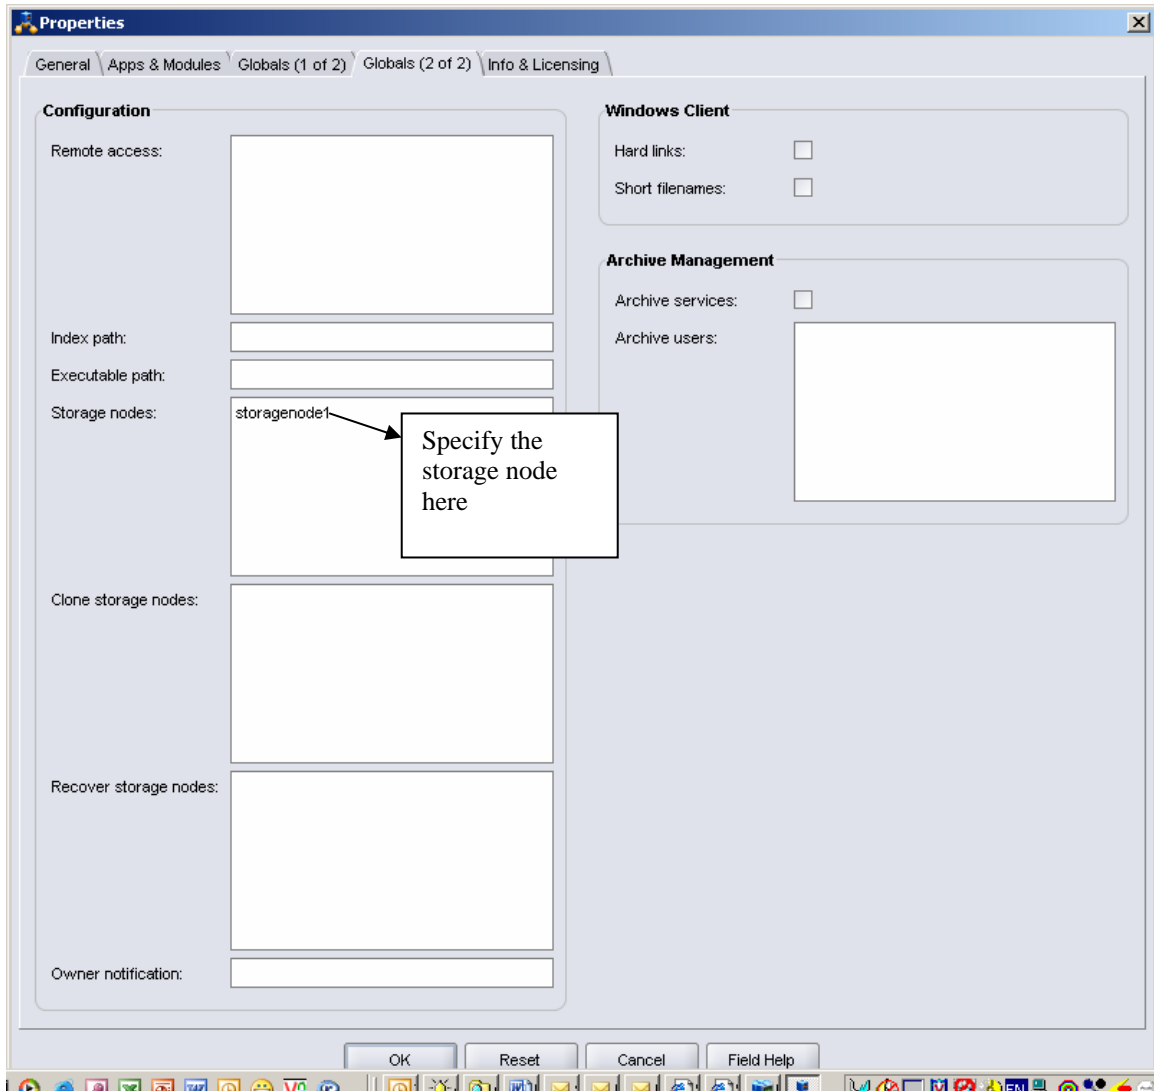 Properties
General Apps & Modules Globals (1 of 2) Globals (2 of 2) Info & Licensing
Configuration
Remote access:
Index path:
Executable path:
Storage nodes: storagenode1
Specify the
storage node
here
Clone storage nodes:
Recover storage nodes:
Owner notification:
Windows Client
Hard links:
Short filenames:
Archive Management
Archive services:
Archive users:
OK Reset Cancel Field Help
EN